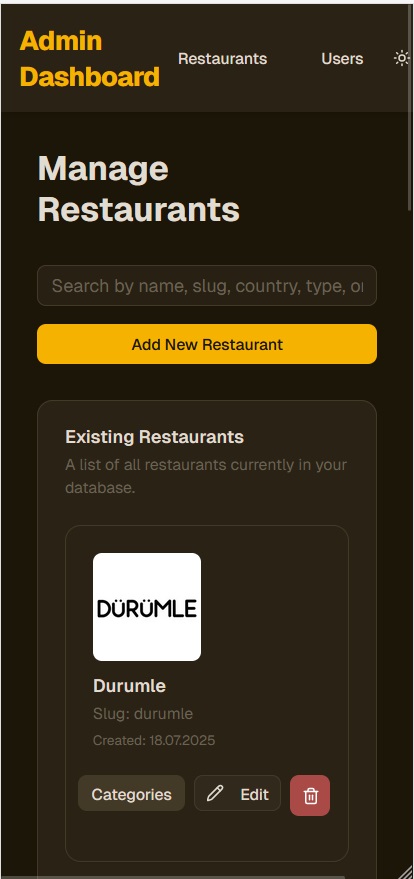 Admin
Dashboard
Restaurants
Users
Manage
Restaurants
Search by name, slug, country, type, or
Add New Restaurant
Existing Restaurants
A list of all restaurants currently in your
database.
DÜRÜMLE
Durumle
Slug: durumle
Created: 18.07.2025
Categories
Edit